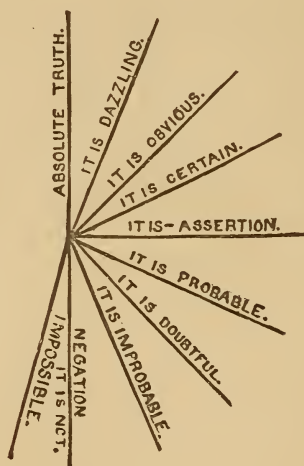 ABSOLUTE TRUTH.
IT IS DAZZLING.
IT IS OBVIOUS.
IT IS CERTAIN.
IT IS-ASSERTION.
IT IS PROBABLE.
IT IS DOUBTFUL.
IT IS IMPROBABLE.
NEGATION
IT IS NCT.
IMPOSSIBLE.